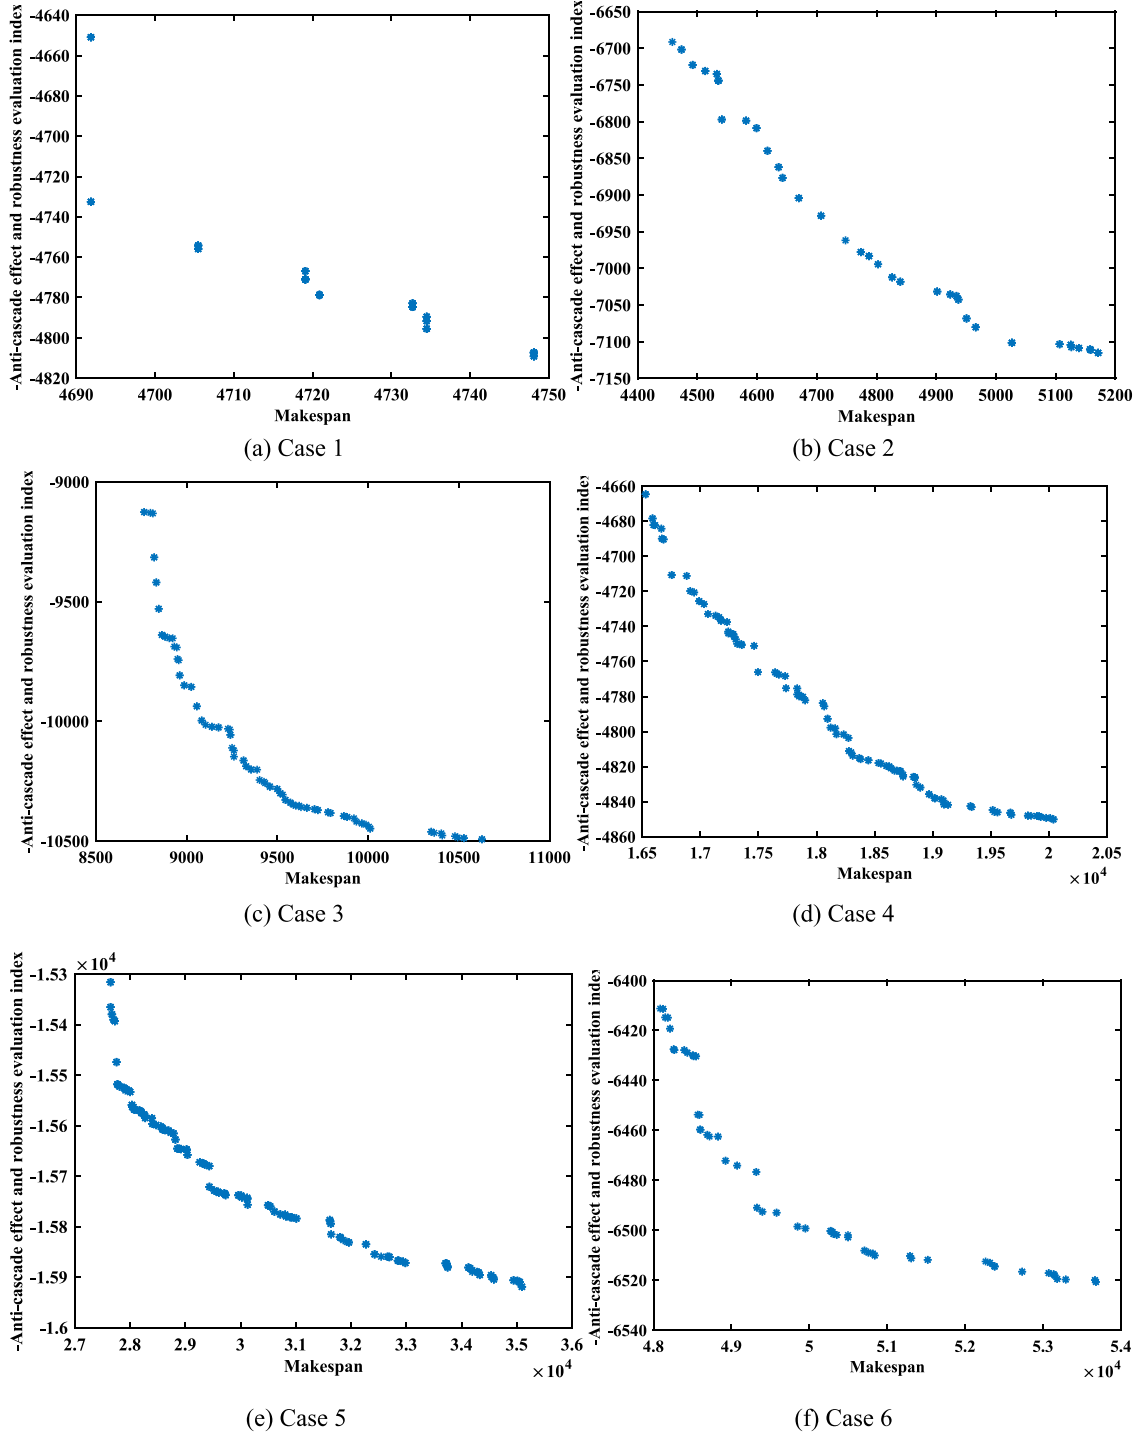 -Anti-cascade effect and robustness evaluation index
-4640
-4660
-4680
-4700
-4720
-4740
-4760
-4780
-4800
-4820
4690 4700 4710 4720 4730 4740 4750
Makespan
(a) Case 1
-Anti-cascade effect and robustness evaluation index
-6650
-6700
-6750
-6800
-6850
-6900
-6950
-7000
-7050
-7100
-7150
4400 4500 4600 4700 4800 4900 5000 5100 5200
Makespan
(b) Case 2
-Anti-cascade effect and robustness evaluation index
-9000
-9500
-10000
-10500
8500 9000 9500 10000 10500 11000
Makespan
(c) Case 3
-Anti-cascade effect and robustness evaluation index
-4660
-4680
-4700
-4720
-4740
-4760
-4780
-4800
-4820
-4840
-4860
1.65 1.7 1.75 1.8 1.85 1.9 1.95 2 2.05
Makespan
×10⁴
(d) Case 4
-Anti-cascade effect and robustness evaluation index
×10⁴
-1.53
-1.54
-1.55
-1.56
-1.57
-1.58
-1.59
-1.6
2.7 2.8 2.9 3 3.1 3.2 3.3 3.4 3.5 3.6
Makespan
×10⁴
(e) Case 5
-Anti-cascade effect and robustness evaluation index
-6400
-6420
-6440
-6460
-6480
-6500
-6520
-6540
4.8 4.9 5 5.1 5.2 5.3 5.4
Makespan
×10⁴
(f) Case 6